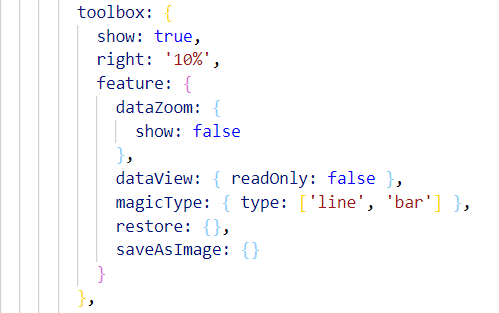 toolbox: {
show: true,
right: '10%',
feature: {
dataZoom: {
show: false
},
dataView: { readOnly: false },
magicType: { type: ['line', 'bar'] },
restore: {},
saveAsImage: {}
}
},